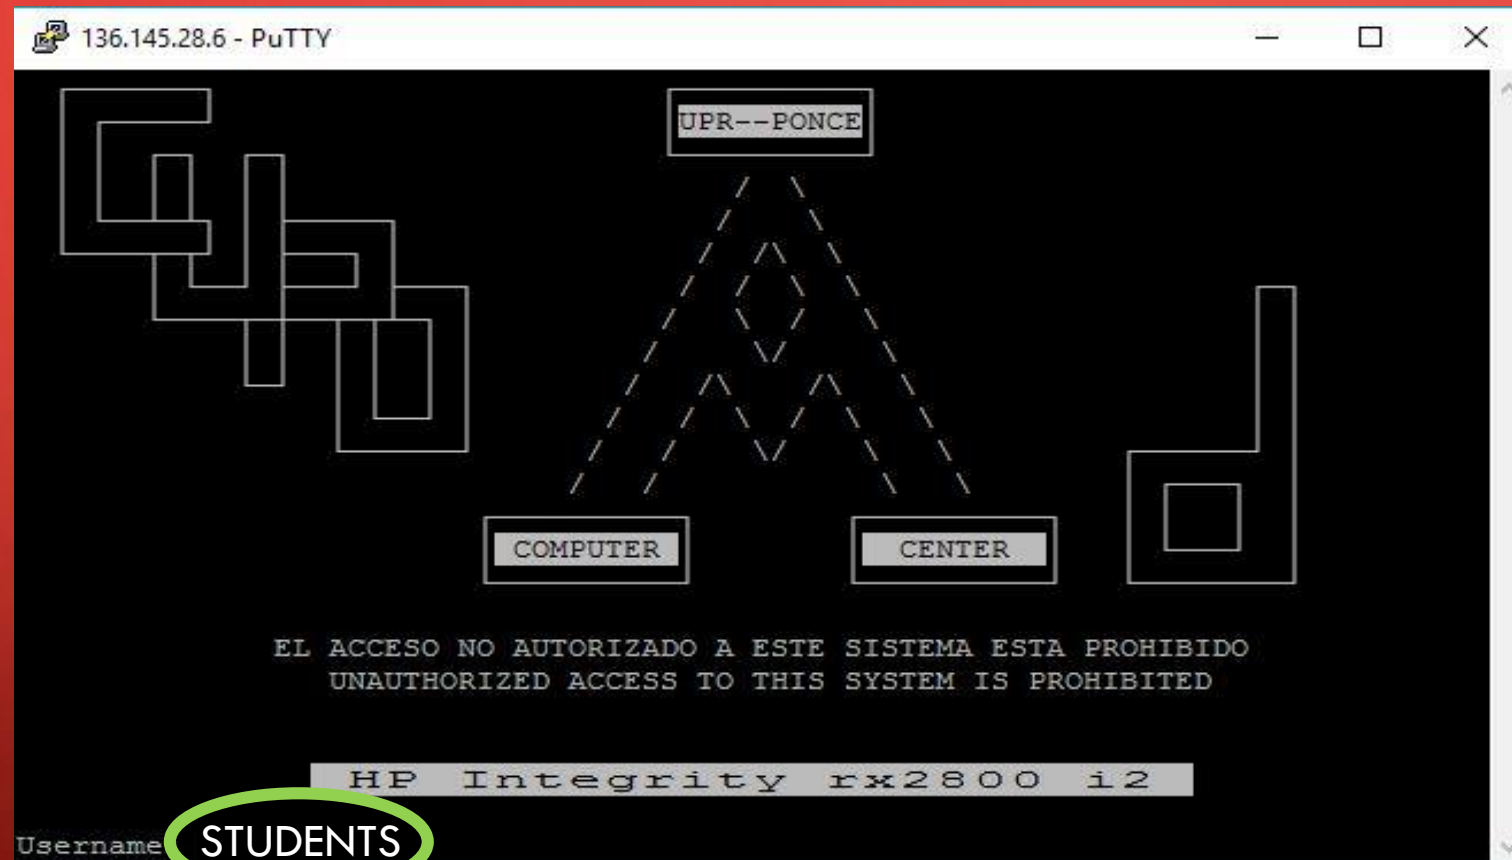 136.145.28.6 - PuTTY
UPR--PONCE
COMPUTER
CENTER
EL ACCESO NO AUTORIZADO A ESTE SISTEMA ESTA PROHIBIDO
UNAUTHORIZED ACCESS TO THIS SYSTEM IS PROHIBITED
HP Integrity rx2800 i2
Username STUDENTS